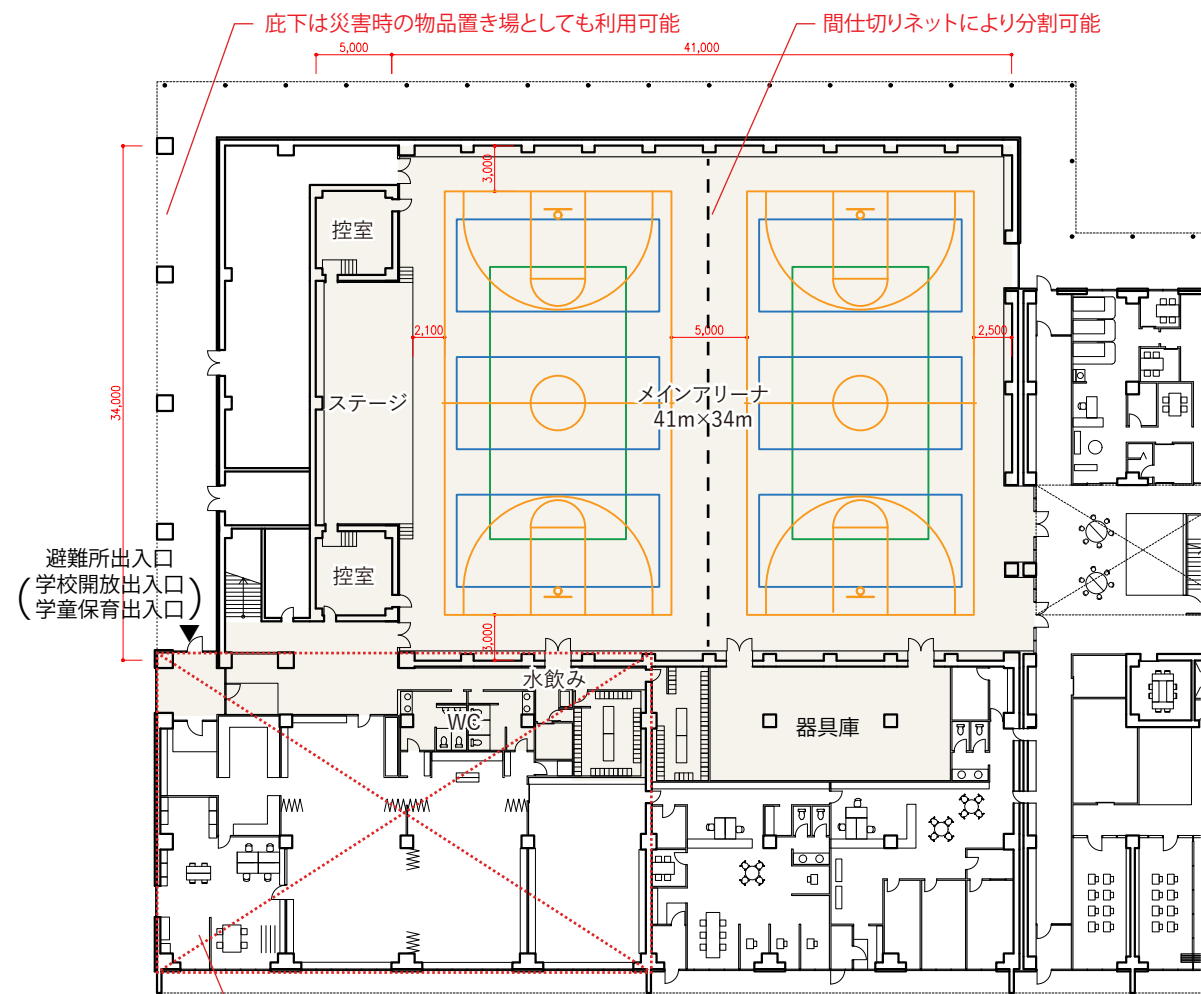 庇下は災害時の物品置き場としても利用可能
間仕切りネットにより分割可能
5,000
41,000
3,000
控室
34,000
2,100
5,000
2,500
ステージ
メインアリーナ
41m×34m
避難所出入口
(学校開放出入口
学童保育出入口)
控室
3,000
水飲み
WC
器具庫